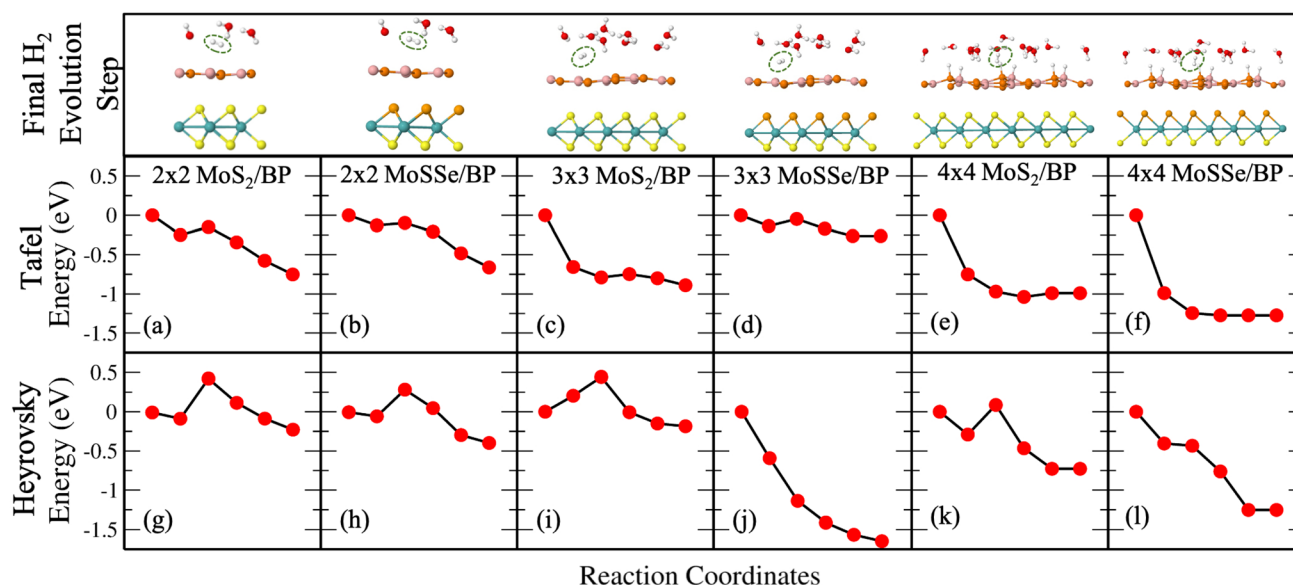 Final H2
Evolution
Step
2x2 MoS2/BP
2x2 MoSSe/BP
3x3 MoS2/BP
3x3 MoSSe/BP
4x4 MoS2/BP
4x4 MoSSe/BP
Tafel
Energy (eV)
0.5
0
-0.5
-1
-1.5
(a)
(b)
(c)
(d)
(e)
(f)
Heyrovsky
Energy (eV)
0.5
0
-0.5
-1
-1.5
(g)
(h)
(i)
(j)
(k)
(l)
Reaction Coordinates